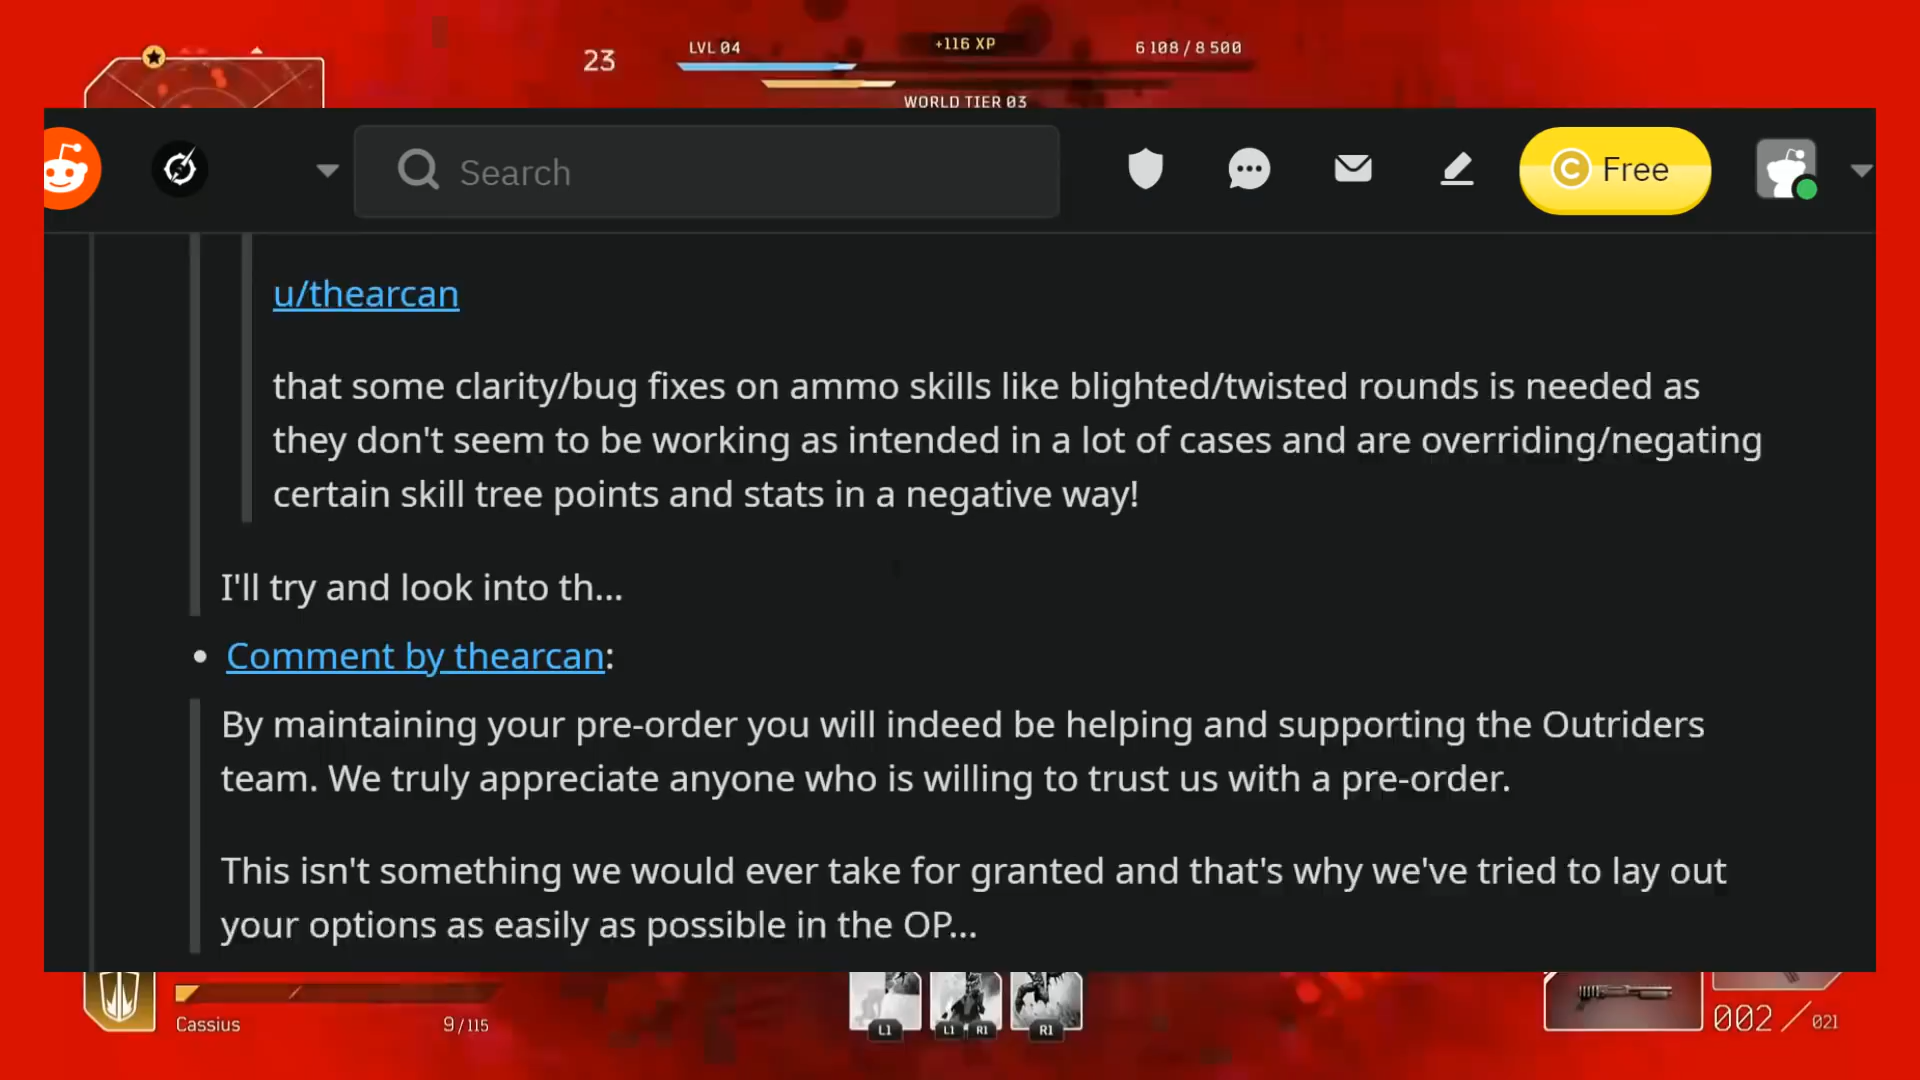 23
LVL 04
+116 XP
6 108 / 8 500
WORLD TIER 03
Search
Free
u/thearcan
that some clarity/bug fixes on ammo skills like blighted/twisted rounds is needed as
they don't seem to be working as intended in a lot of cases and are overriding/negating
certain skill tree points and stats in a negative way!
I'll try and look into th...
• Comment by thearcan:
By maintaining your pre-order you will indeed be helping and supporting the Outriders
team. We truly appreciate anyone who is willing to trust us with a pre-order.
This isn't something we would ever take for granted and that's why we've tried to lay out
your options as easily as possible in the OP...
Cassius
9/115
L1
L1 R1
R1
002 / 021